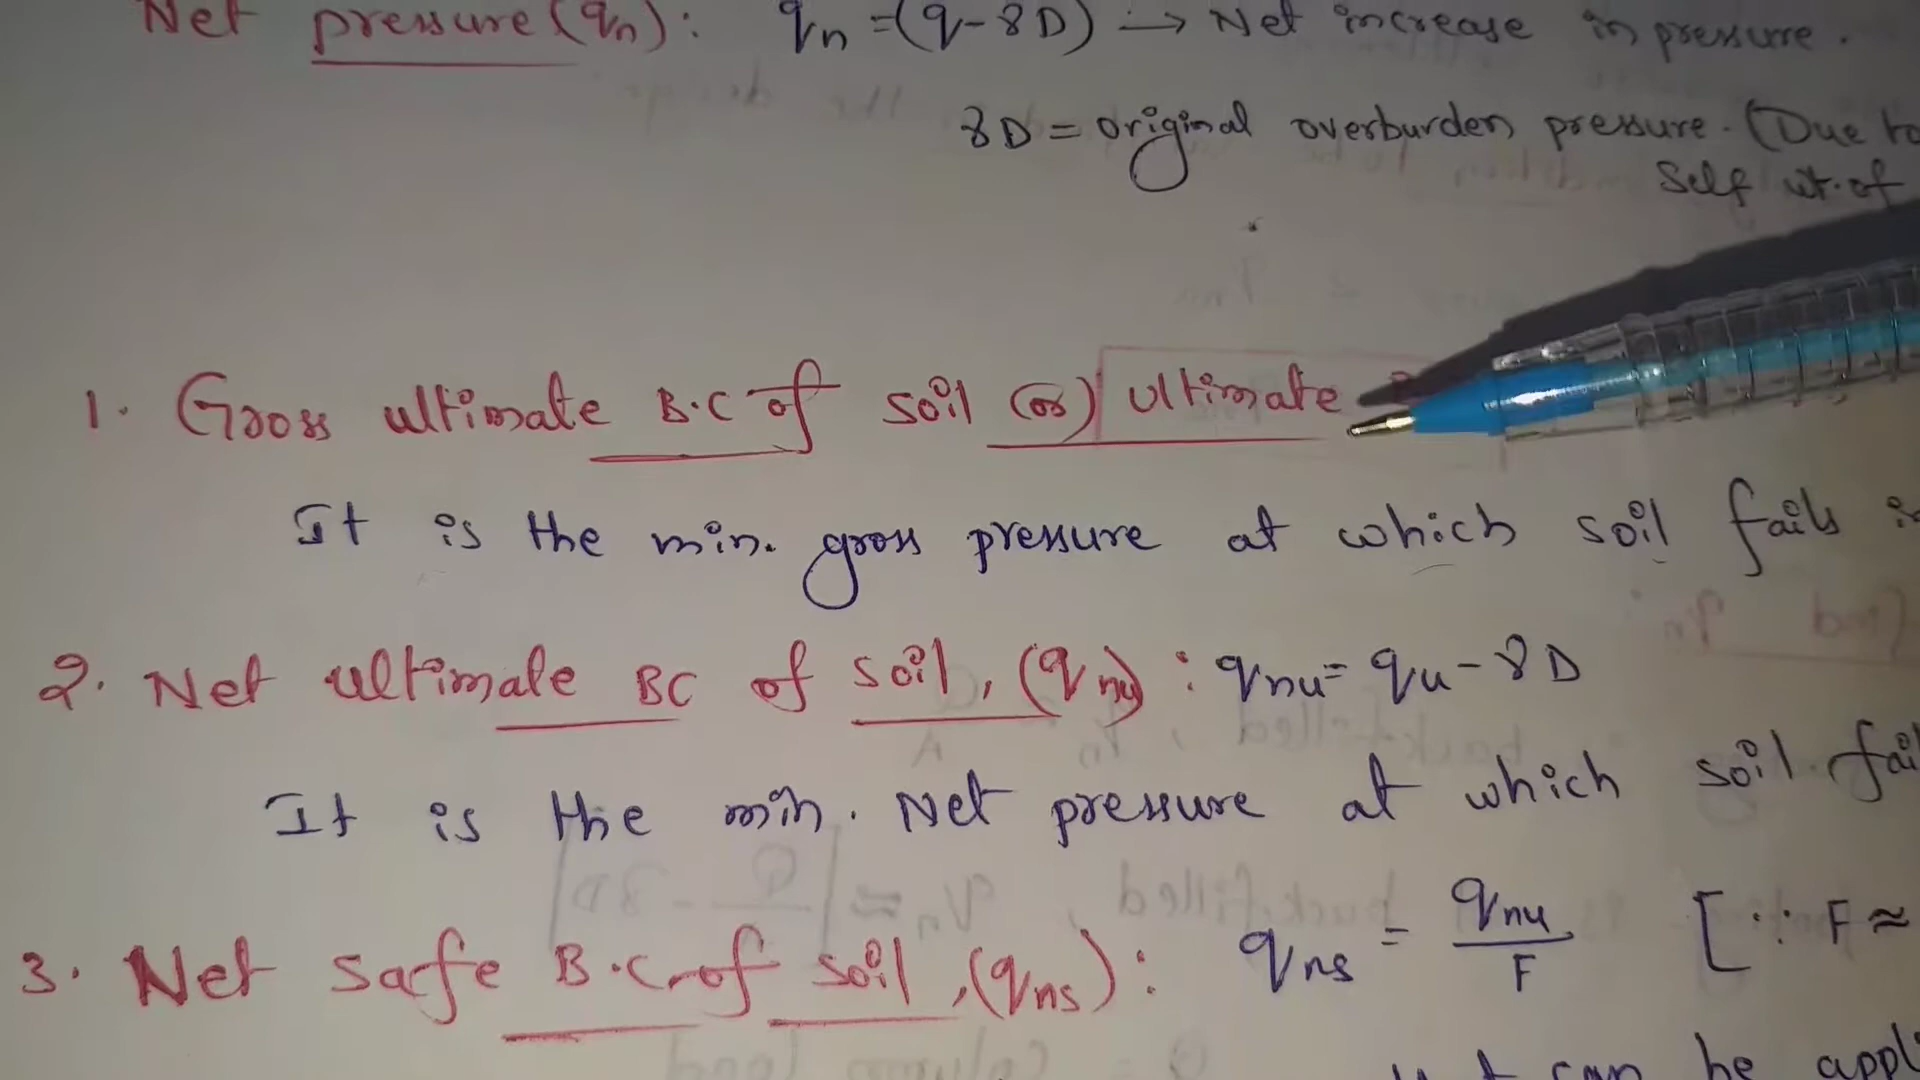 Net pressure (qn): qn = (q - γD) → Net increase in pressure.
γD = original overburden pressure. (Due to
Self wt. of
1. Gross ultimate B.C of soil (or) ultimate
It is the min. gross pressure at which soil fails in
2. Net ultimate BC of soil, (qnu) : qnu = qu - γD
It is the min. Net pressure at which soil fail
3. Net safe B.C of soil, (qns) : qns = qnu / F [∵ F ≈
it can be appl